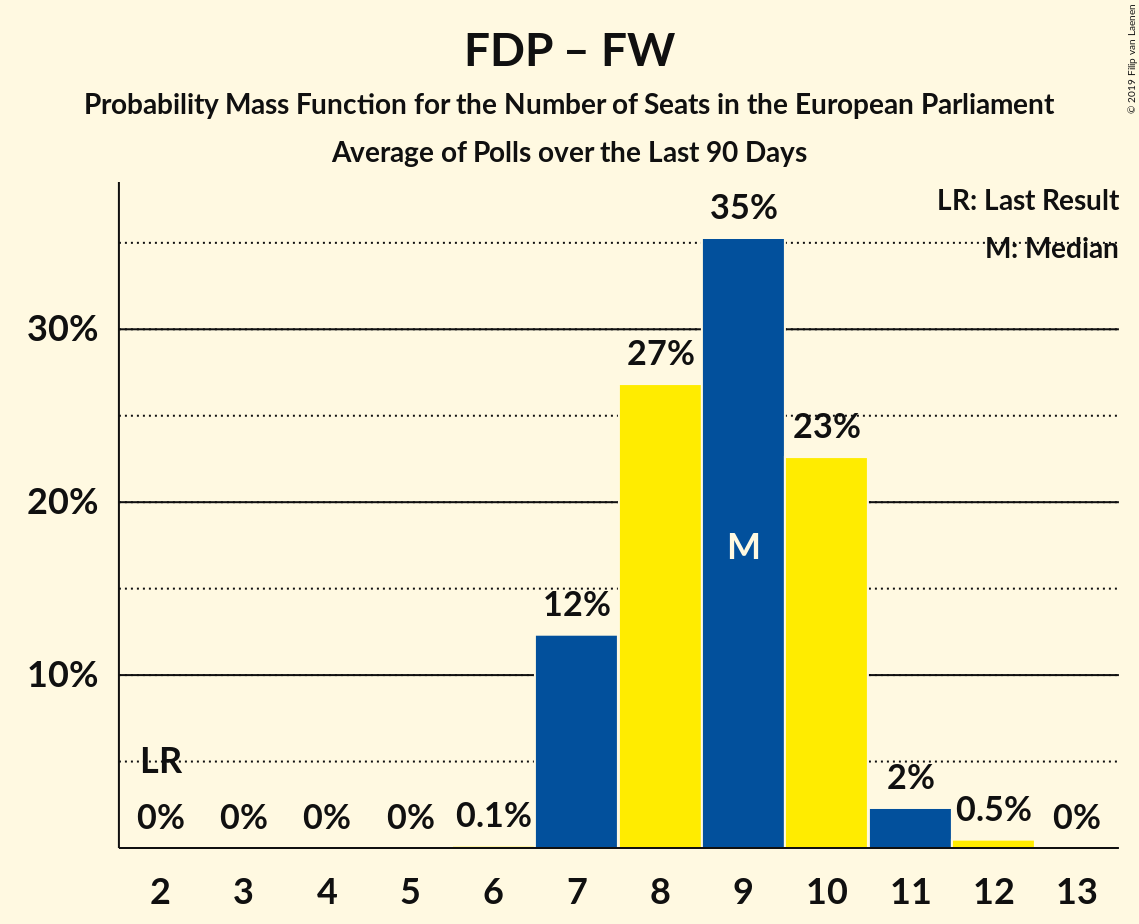 FDP – FW
Probability Mass Function for the Number of Seats in the European Parliament
Average of Polls over the Last 90 Days
© 2019 Filip van Laenen
LR: Last Result
M: Median
35%
30%
27%
23%
20%
M
12%
10%
LR
2%
0% 0% 0% 0% 0.1% 0.5% 0%
2 3 4 5 6 7 8 9 10 11 12 13